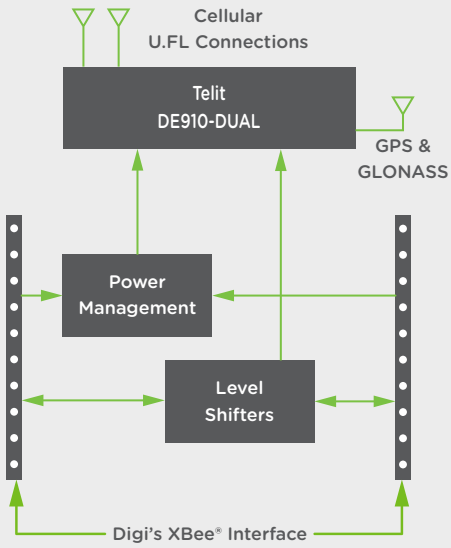 Cellular
U.FL Connections
Telit
DE910-DUAL
GPS &
GLONASS
Power
Management
Level
Shifters
Digi's XBee® Interface